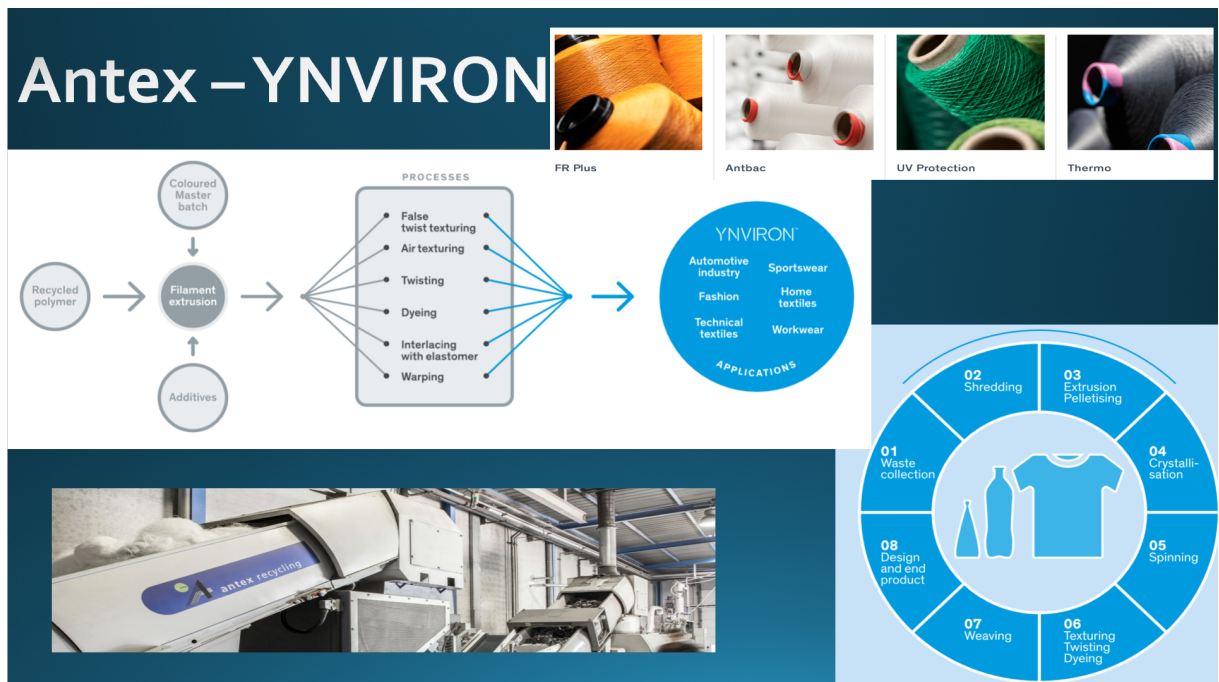 Antex – YNVIRON
FR Plus
Antbac
UV Protection
Thermo
Coloured
Master
batch
Recycled
polymer
Filament
extrusion
Additives
PROCESSES
False
twist texturing
Air texturing
Twisting
Dyeing
Interlacing
with elastomer
Warping
YNVIRON™
Automotive
industry
Sportswear
Fashion
Home
textiles
Technical
textiles
Workwear
APPLICATIONS
01
Waste
collection
02
Shredding
03
Extrusion
Pelletising
04
Crystalli-
sation
05
Spinning
06
Texturing
Twisting
Dyeing
07
Weaving
08
Design
and end
product
antex recycling